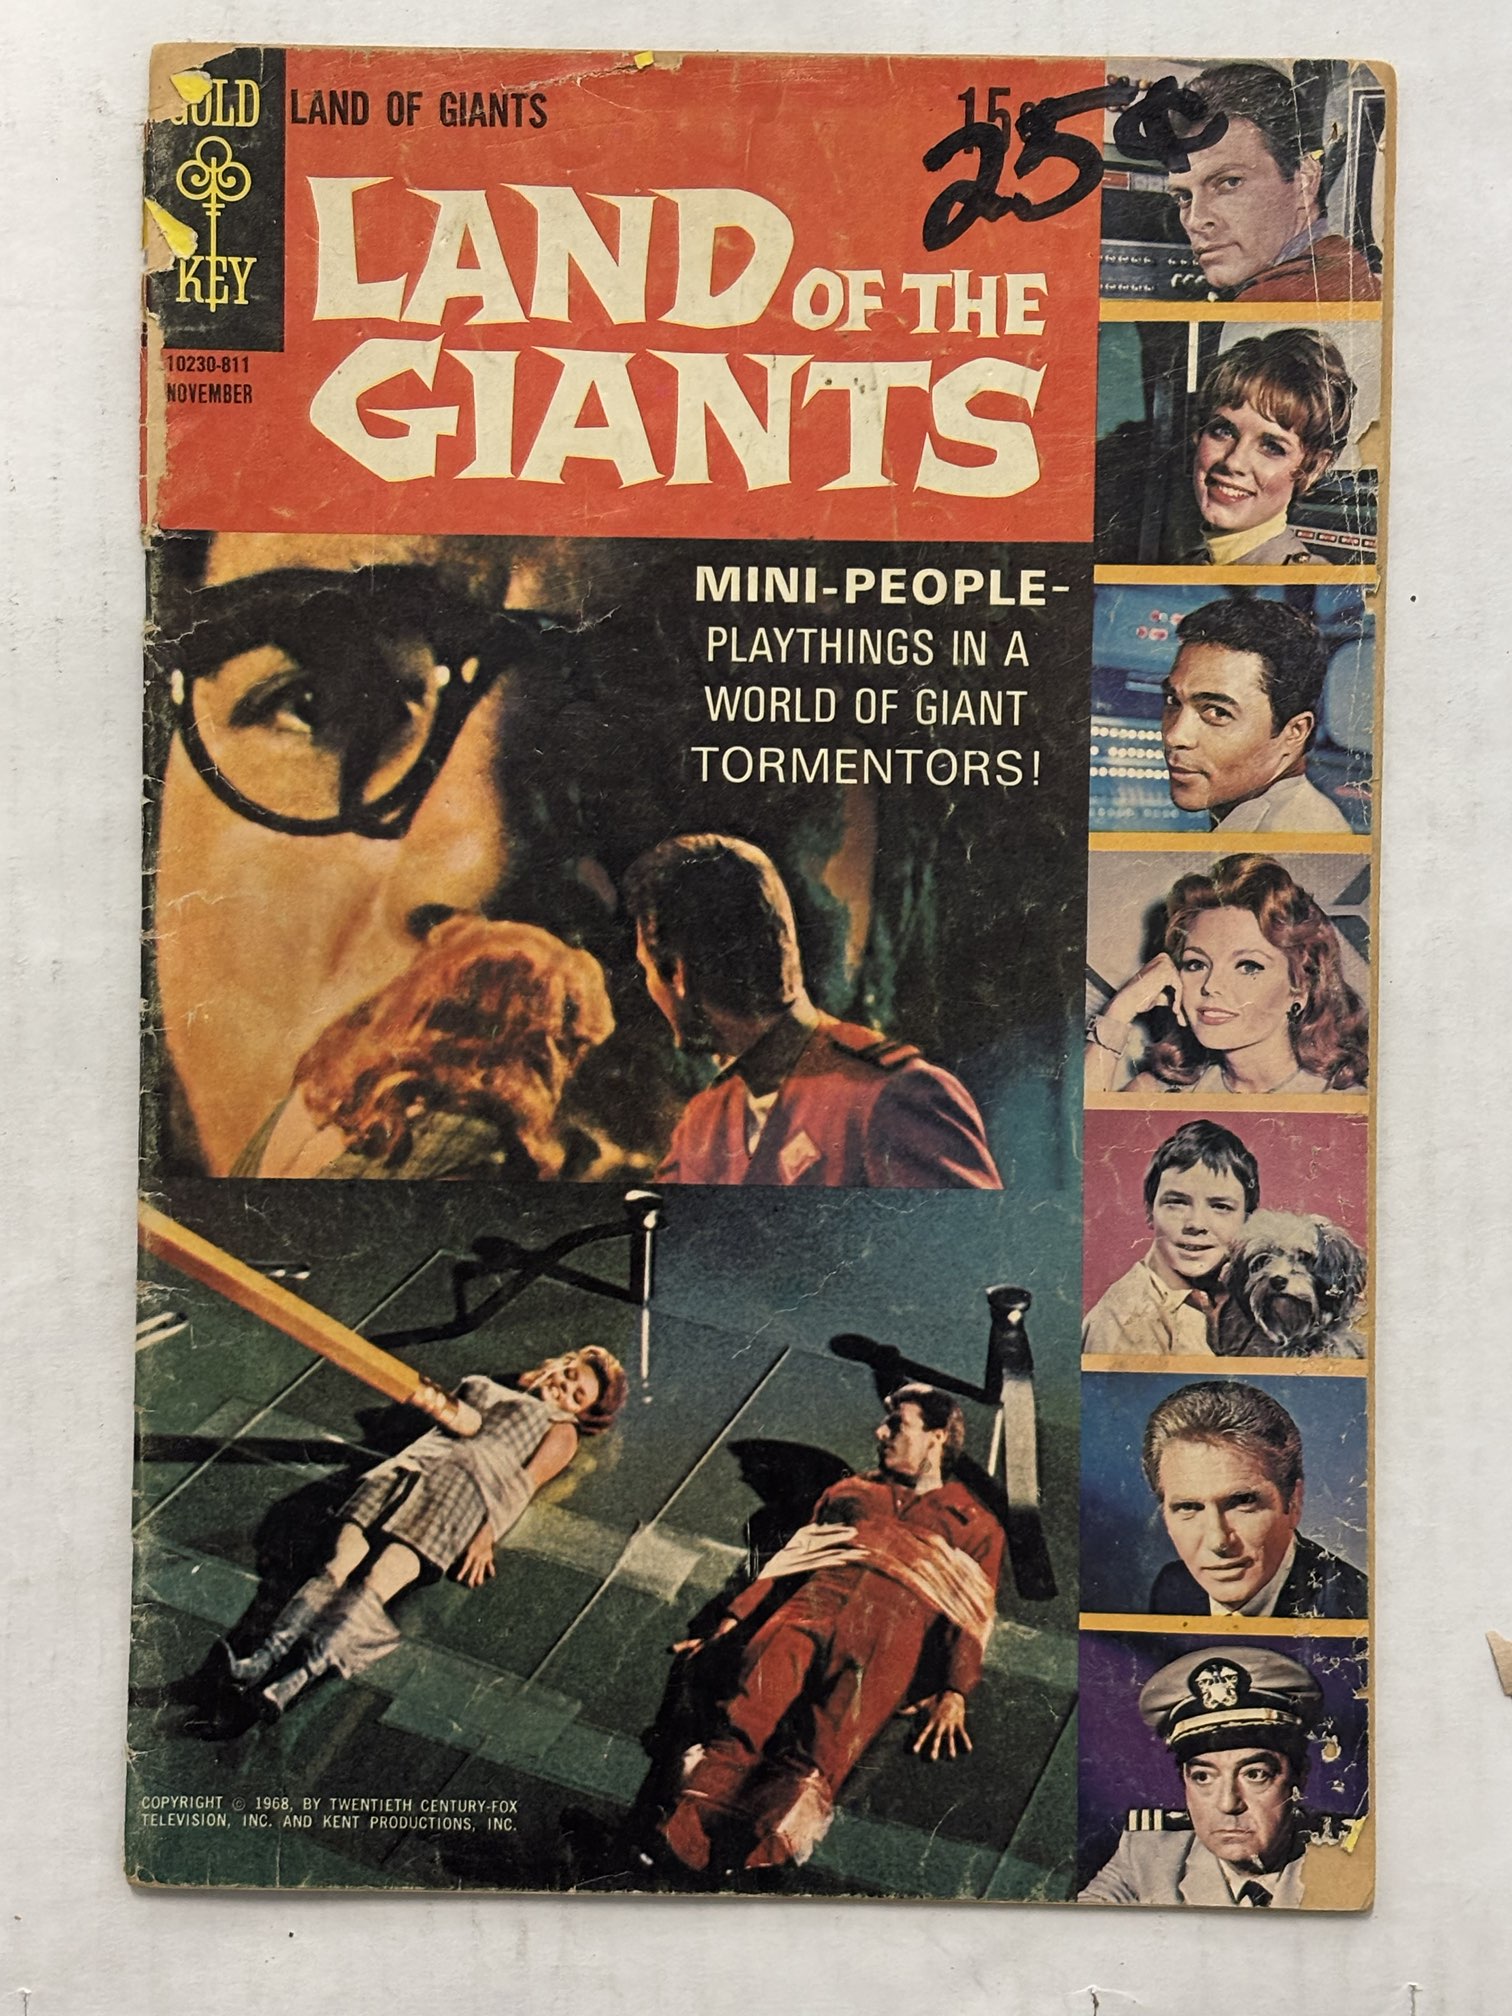 GOLD
KEY
LAND OF GIANTS
15¢
25¢
LAND OF THE
GIANTS
10230-811
NOVEMBER
MINI-PEOPLE-
PLAYTHINGS IN A
WORLD OF GIANT
TORMENTORS!
COPYRIGHT © 1968, BY TWENTIETH CENTURY-FOX
TELEVISION, INC. AND KENT PRODUCTIONS, INC.